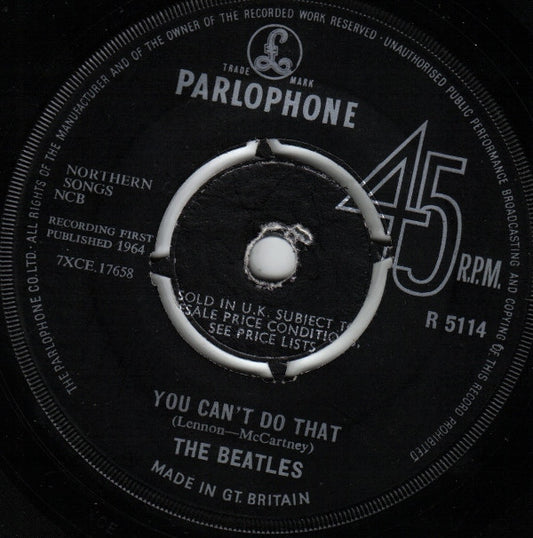 THE PARLOPHONE CO.LTD. · ALL RIGHTS OF THE MANUFACTURER AND OF THE OWNER OF THE RECORDED WORK RESERVED · UNAUTHORISED PUBLIC PERFORMANCE BROADCASTING AND COPYING OF THIS RECORD PROHIBITED
£
TRADE MARK
PARLOPHONE
45
R.P.M.
NORTHERN
SONGS
NCB
RECORDING FIRST
PUBLISHED 1964
7XCE.17658
R 5114
SOLD IN U.K. SUBJECT
PRICE
SEE PRICE LISTS
YOU CAN'T DO THAT
(Lennon—McCartney)
THE BEATLES
MADE IN GT. BRITAIN